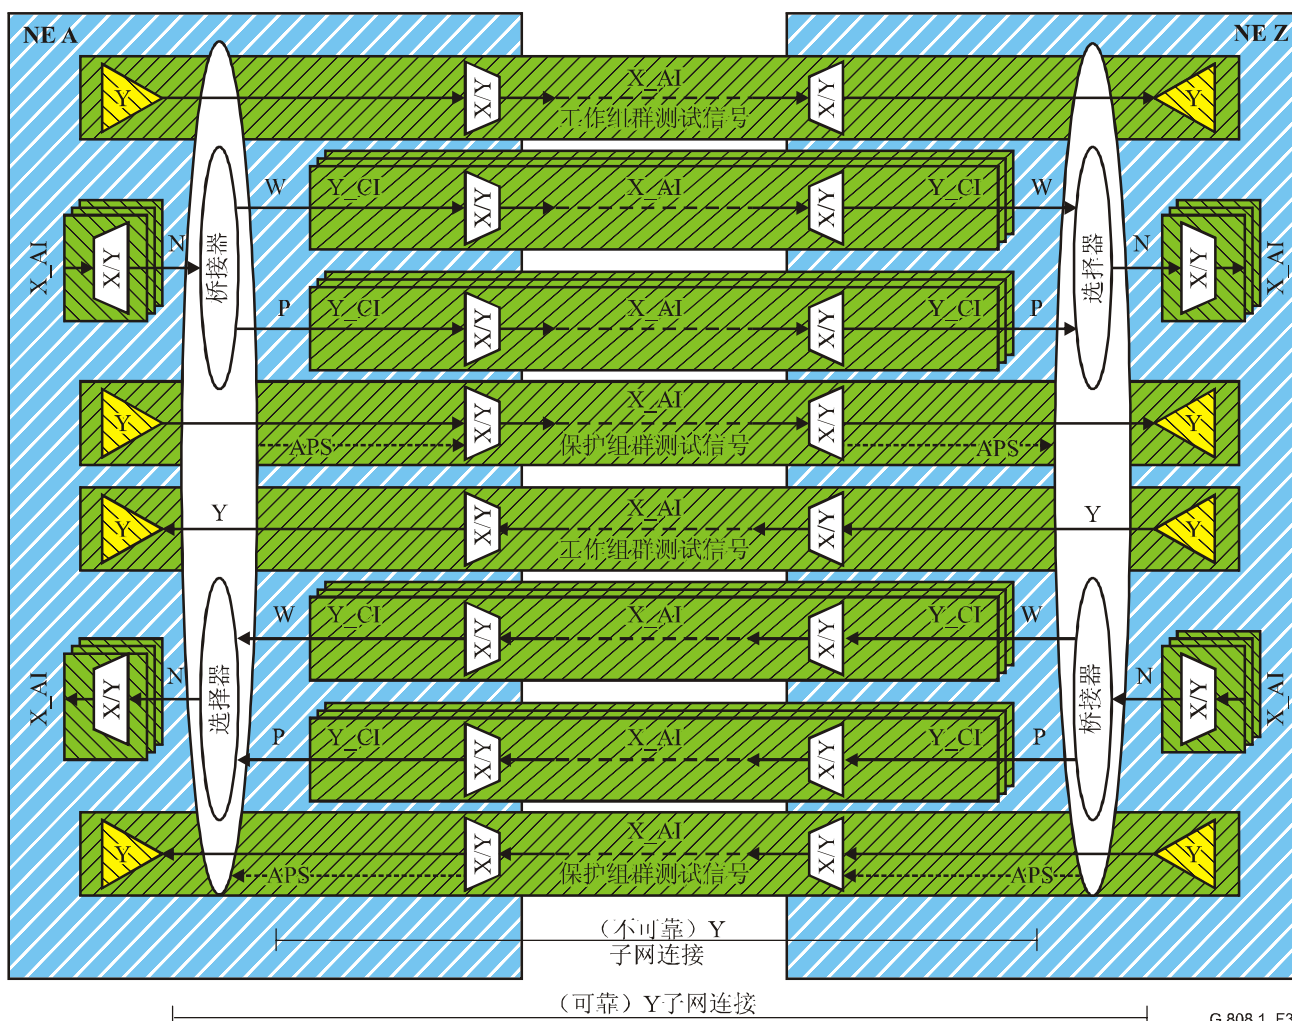 NE A
NE Z
Y
X/Y
X_AI
工作组群测试信号
X/Y
Y
W
Y_CI
X/Y
X_AI
X/Y
Y_CI
W
X_AI
X/Y
N
桥接器
选择器
N
X/Y
X_AI
P
Y_CI
X/Y
X_AI
X/Y
Y_CI
P
Y
X/Y
X_AI
保护组群测试信号
X/Y
Y
APS
APS
Y
Y
X/Y
X_AI
工作组群测试信号
X/Y
Y
Y
W
Y_CI
X/Y
X_AI
X/Y
Y_CI
W
X_AI
X/Y
N
选择器
桥接器
N
X/Y
X_AI
P
Y_CI
X/Y
X_AI
X/Y
Y_CI
P
Y
X/Y
X_AI
保护组群测试信号
X/Y
Y
APS
APS
（不可靠）Y
子网连接
（可靠）Y子网连接
G.808.1_F3